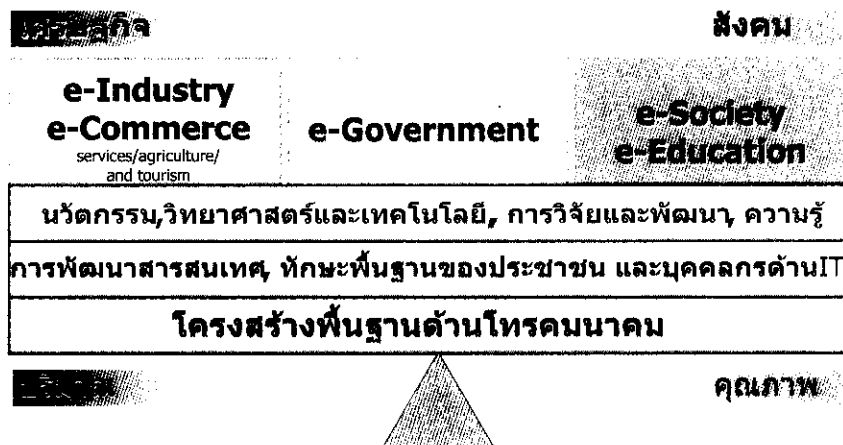 เศรษฐกิจ
สังคม
e-Industry
e-Commerce
services/agriculture/
and tourism
e-Government
e-Society
e-Education
นวัตกรรม,วิทยาศาสตร์และเทคโนโลยี, การวิจัยและพัฒนา, ความรู้
การพัฒนาสารสนเทศ, ทักษะพื้นฐานของประชาชน และบุคคลกรด้านIT
โครงสร้างพื้นฐานด้านโทรคมนาคม
คุณภาพ